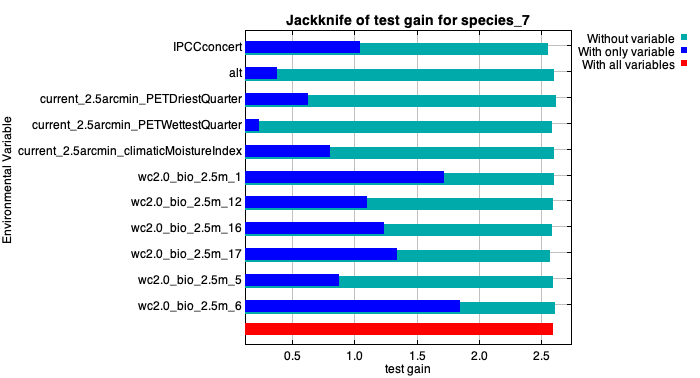 Jackknife of test gain for species_7
Without variable
With only variable
With all variables
Environmental Variable
IPCCconcert
alt
current_2.5arcmin_PETDriestQuarter
current_2.5arcmin_PETWettestQuarter
current_2.5arcmin_climaticMoistureIndex
wc2.0_bio_2.5m_1
wc2.0_bio_2.5m_12
wc2.0_bio_2.5m_16
wc2.0_bio_2.5m_17
wc2.0_bio_2.5m_5
wc2.0_bio_2.5m_6
0.5 1.0 1.5 2.0 2.5
test gain